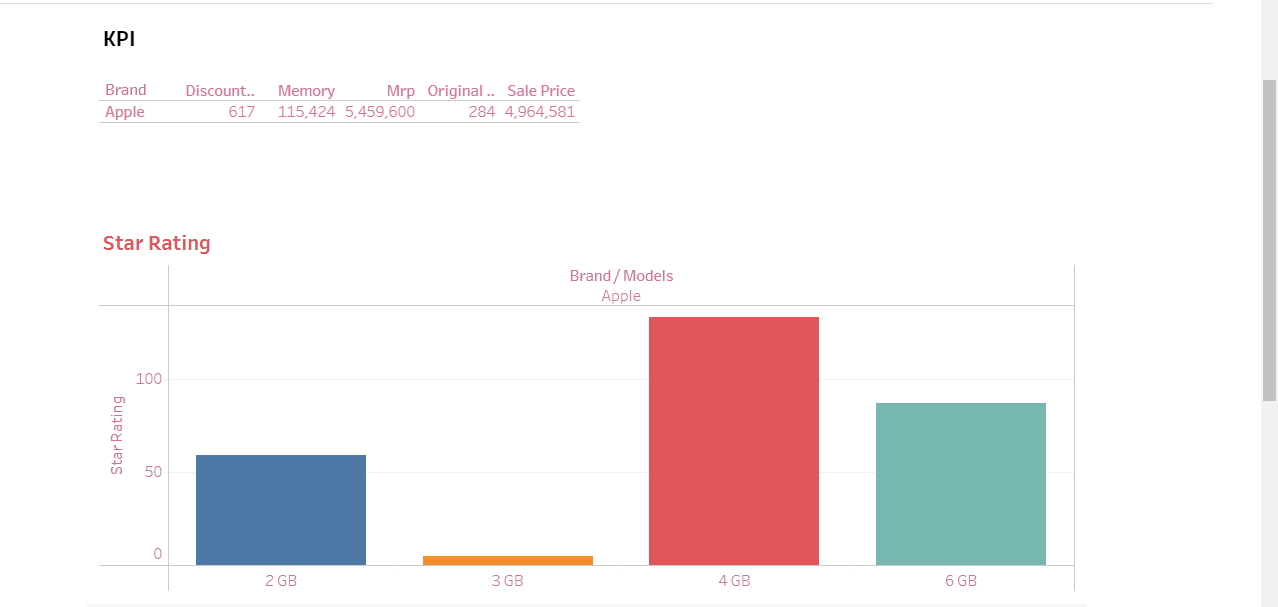 KPI
Brand Discount.. Memory Mrp Original .. Sale Price
Apple 617 115,424 5,459,600 284 4,964,581
Star Rating
Brand / Models
Apple
Star Rating
100
50
0
2 GB 3 GB 4 GB 6 GB